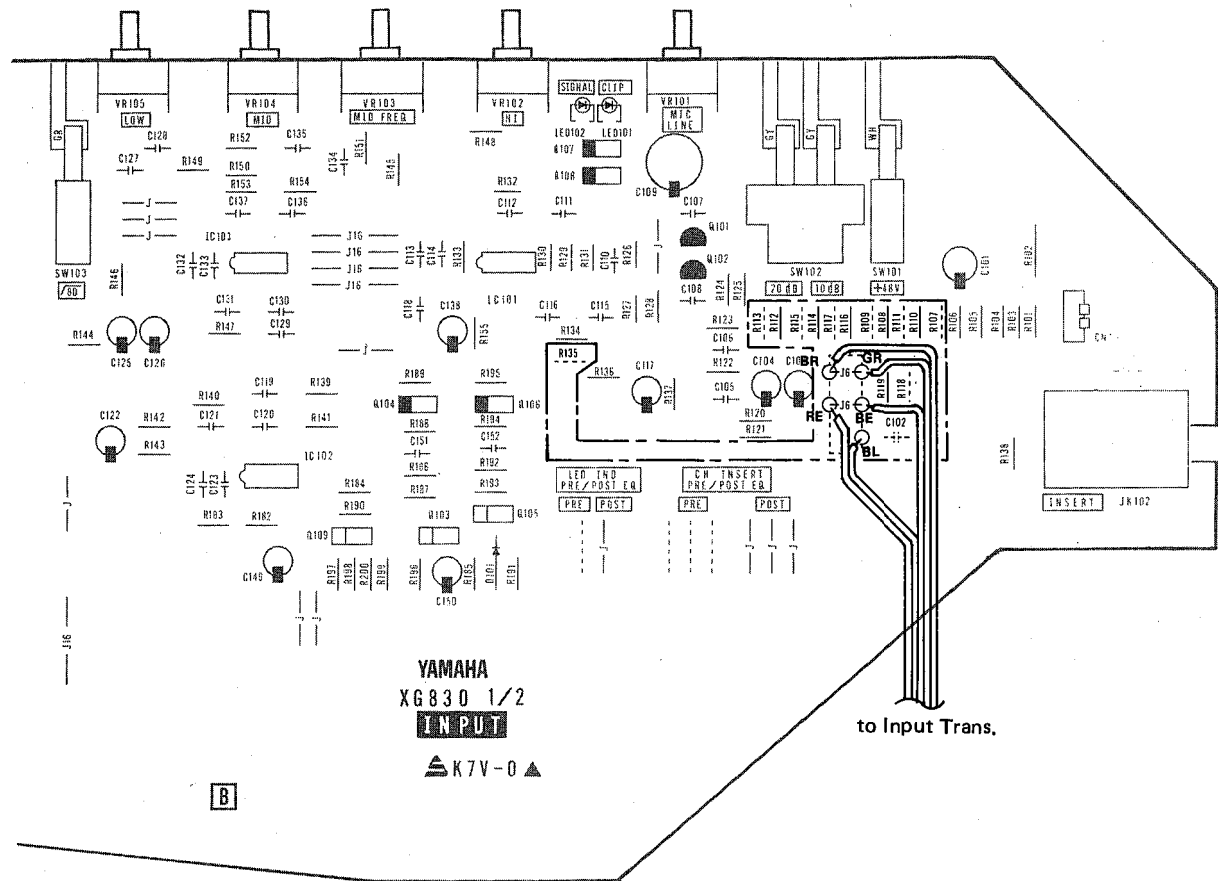 VR105
LOW
VR104
MID
VR103
MID FREQ
VR102
HI
SIGNAL
CLIP
LED102
LED101
VR101
MIC
LINE
GR
GY
GY
WH
C128
R149
C127
R152
C135
R150
R153
R154
C137
C136
C134
R151
R148
R132
C112
C111
Q107
Q108
C109
C107
Q101
Q102
C108
J
J
J
IC103
C132
C133
J16
J16
J16
J16
C113
C114
R133
R130
R129
R131
C110
R126
J
R124
R125
SW103
/80
R146
SW102
SW101
70 dB
10 dB
+48V
C101
R102
C131
C130
R147
C129
R144
C125
C126
C118
C138
R155
IC101
C116
C115
R127
R128
R134
R135
R123
C106
R122
C105
R113
R112
R115
R114
R117
R116
R109
R108
R111
R110
R107
R106
R105
R104
R103
R101
J
R136
C117
R137
C104
BR
GR
J6
R119
R118
RE
J6
BE
C102
BL
C119
R139
R140
C121
C120
R141
C122
R142
R143
R189
R195
Q104
Q106
R188
R194
C151
C152
R186
R192
R187
R193
R120
R121
IC102
C124
C123
R183
R182
R184
R190
Q109
Q103
Q105
LED IND
PRE/POST EQ
PRE
POST
CH INSERT
PRE/POST EQ
PRE
POST
R138
INSERT
JK102
J
J
J
J
J
C149
R197
R198
R200
R199
R196
C150
R185
D101
R191
J16
J
J
YAMAHA
XG830 1/2
INPUT
K7V-0
B
to Input Trans.